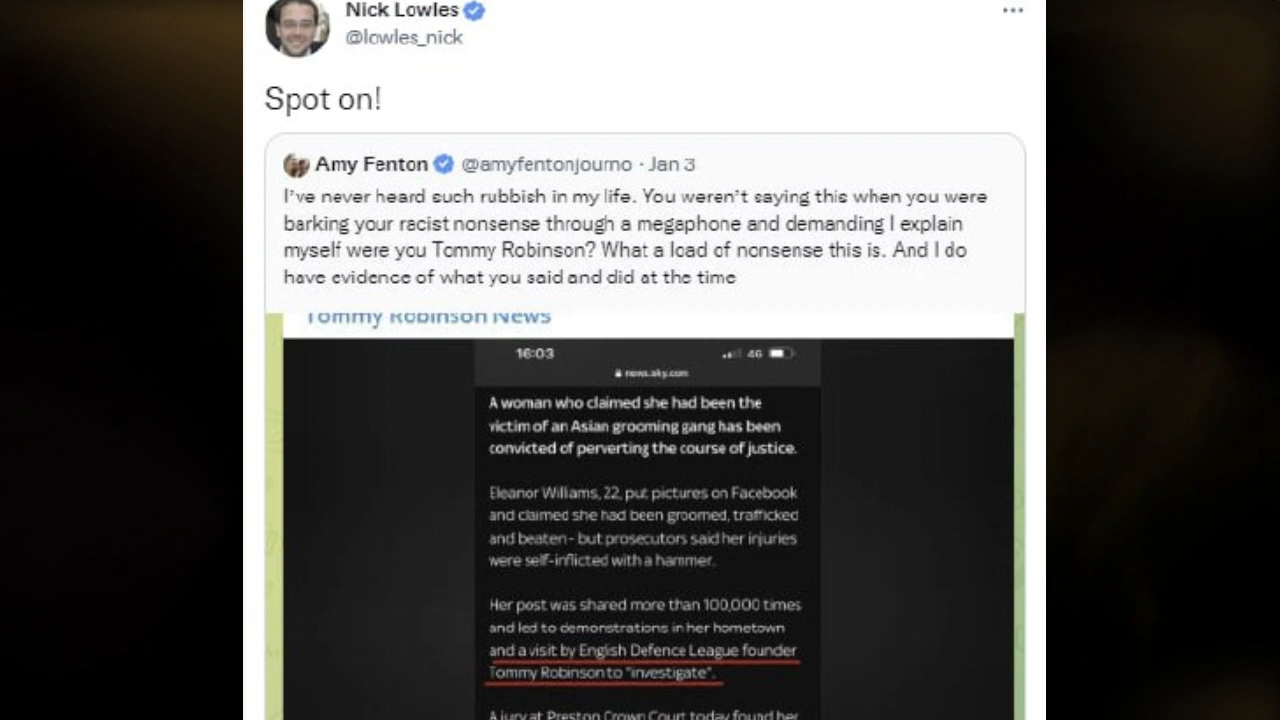 Nick Lowles
@lowles_nick
Spot on!
Amy Fenton @amyfentonjourno · Jan 3
I've never heard such rubbish in my life. You weren't saying this when you were
barking your racist nonsense through a megaphone and demanding I explain
myself were you Tommy Robinson? What a load of nonsense this is. And I do
have evidence of what you said and did at the time
Tommy Robinson News
16:03 4G
news.sky.com
A woman who claimed she had been the
victim of an Asian grooming gang has been
convicted of perverting the course of justice.
Eleanor Williams, 22, put pictures on Facebook
and claimed she had been groomed, trafficked
and beaten - but prosecutors said her injuries
were self-inflicted with a hammer.
Her post was shared more than 100,000 times
and led to demonstrations in her hometown
and a visit by English Defence League founder
Tommy Robinson to "investigate".
A jury at Preston Crown Court today found her